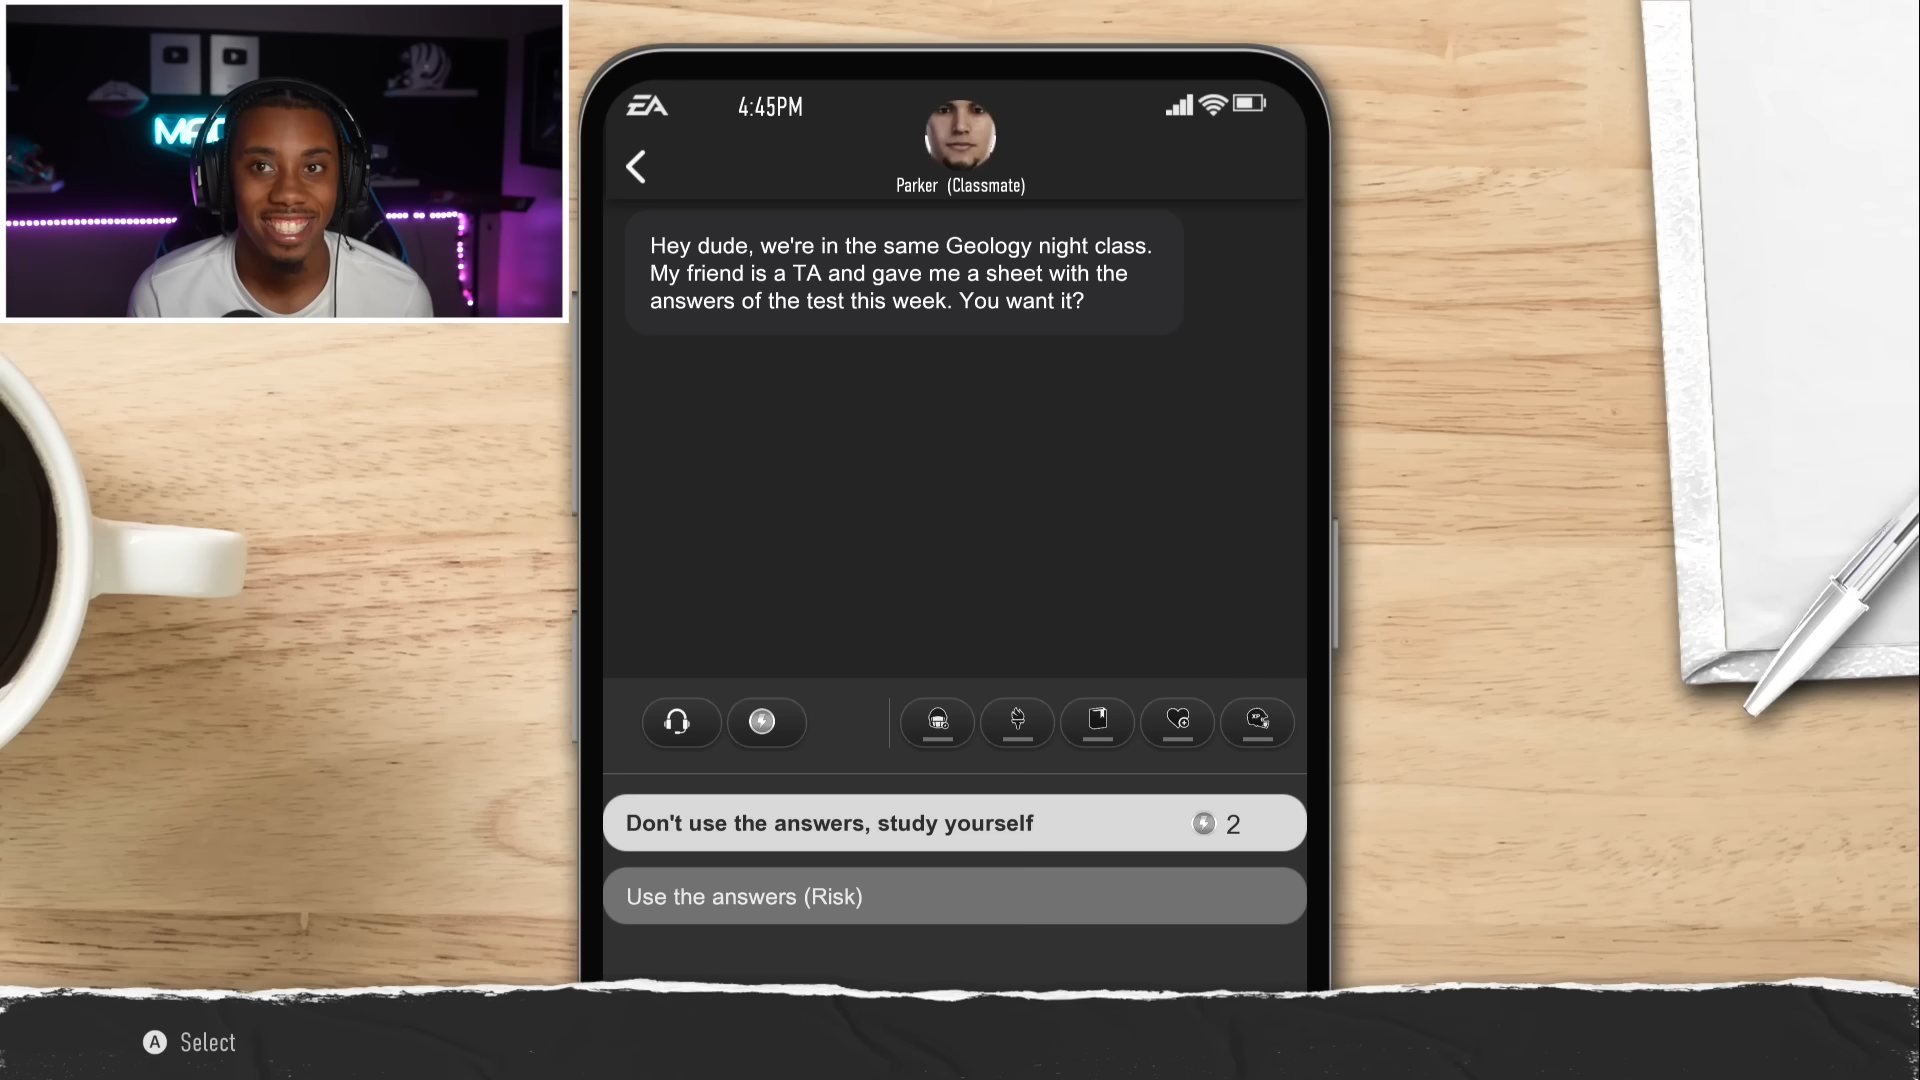 EA
4:45PM
Parker (Classmate)
Hey dude, we're in the same Geology night class.
My friend is a TA and gave me a sheet with the
answers of the test this week. You want it?
XP
Don't use the answers, study yourself
2
Use the answers (Risk)
A Select